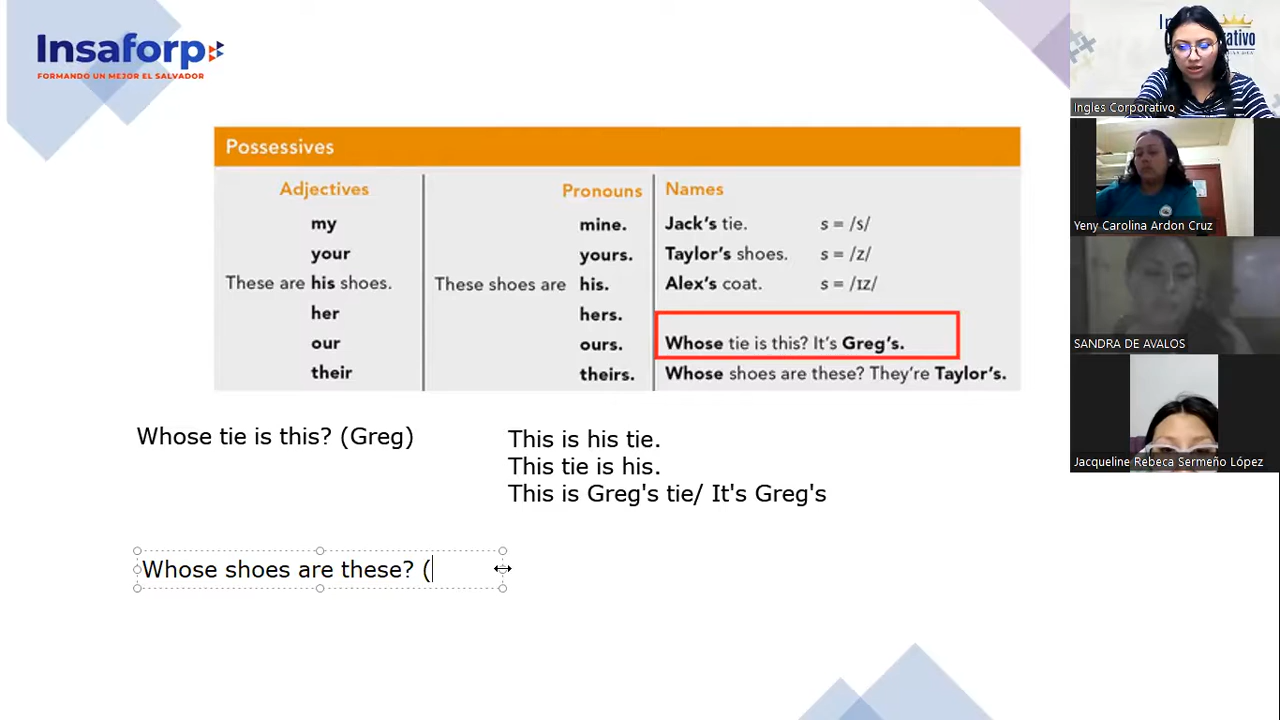 Insaforp
FORMANDO UN MEJOR EL SALVADOR
Possessives
Adjectives
my
your
These are his shoes.
her
our
their
Pronouns
mine.
yours.
These shoes are his.
hers.
ours.
theirs.
Names
Jack's tie. s = /s/
Taylor's shoes. s = /z/
Alex's coat. s = /ɪz/
Whose tie is this? It's Greg's.
Whose shoes are these? They're Taylor's.
Whose tie is this? (Greg)
This is his tie.
This tie is his.
This is Greg's tie/ It's Greg's
Whose shoes are these? (
Ingles Corporativo
Yeny Carolina Ardon Cruz
SANDRA DE AVALOS
Jacqueline Rebeca Sermeño López